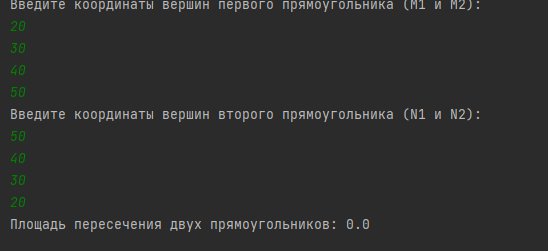 Введите координаты вершин первого прямоугольника (M1 и M2):
20
30
40
50
Введите координаты вершин второго прямоугольника (N1 и N2):
50
40
30
20
Площадь пересечения двух прямоугольников: 0.0